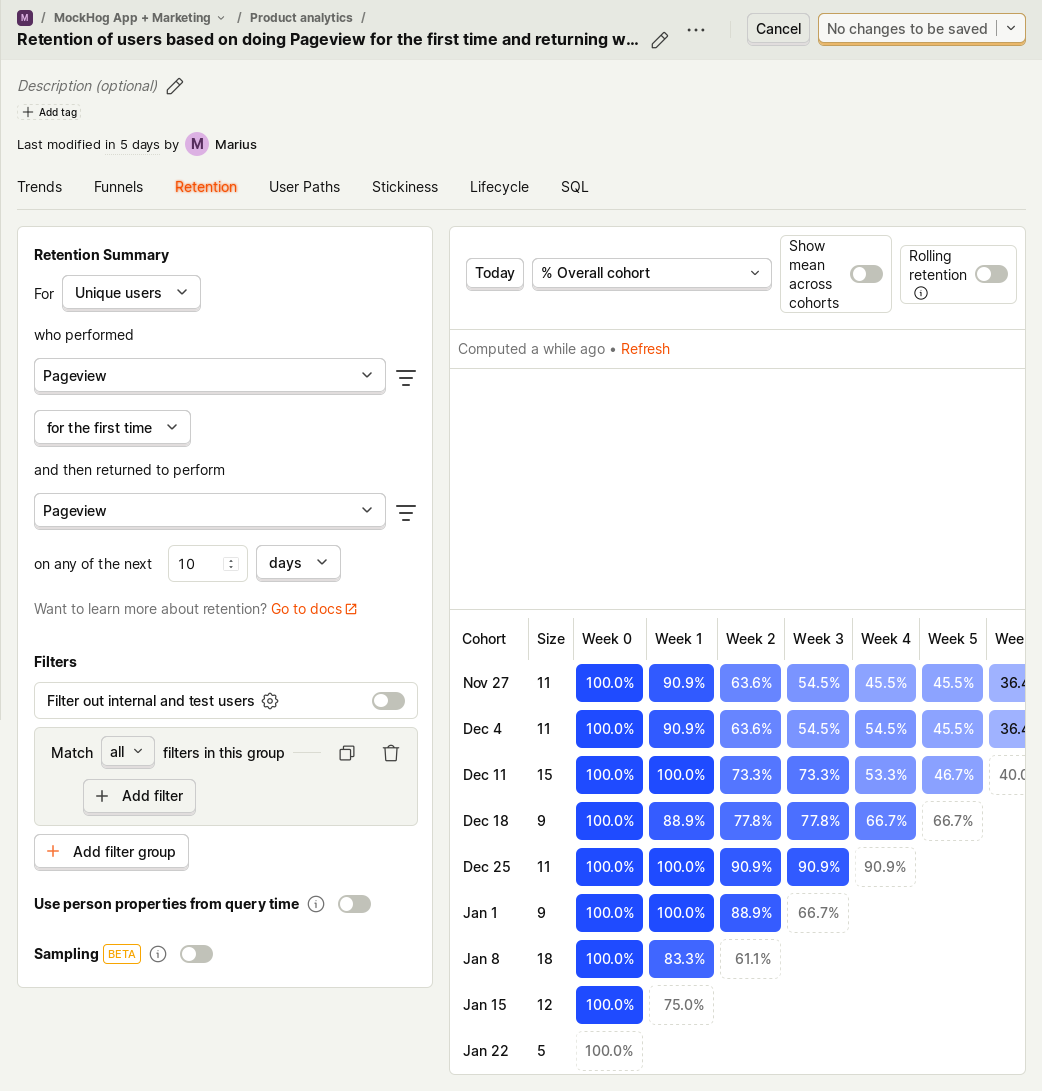 M / MockHog App + Marketing / Product analytics /
Retention of users based on doing Pageview for the first time and returning w...
Cancel
No changes to be saved
Description (optional)
Add tag
Last modified in 5 days by M Marius
Trends Funnels Retention User Paths Stickiness Lifecycle SQL
Retention Summary
For Unique users
who performed
Pageview
for the first time
and then returned to perform
Pageview
on any of the next 10 days
Want to learn more about retention? Go to docs
Filters
Filter out internal and test users
Match all filters in this group
Add filter
Add filter group
Use person properties from query time
Sampling BETA
Today
% Overall cohort
Show
mean
across
cohorts
Rolling
retention
Computed a while ago • Refresh
Cohort Size Week 0 Week 1 Week 2 Week 3 Week 4 Week 5 Wee
Nov 27 11 100.0% 90.9% 63.6% 54.5% 45.5% 45.5% 36.4
Dec 4 11 100.0% 90.9% 63.6% 54.5% 54.5% 45.5% 36.4
Dec 11 15 100.0% 100.0% 73.3% 73.3% 53.3% 46.7% 40.0
Dec 18 9 100.0% 88.9% 77.8% 77.8% 66.7% 66.7%
Dec 25 11 100.0% 100.0% 90.9% 90.9% 90.9%
Jan 1 9 100.0% 100.0% 88.9% 66.7%
Jan 8 18 100.0% 83.3% 61.1%
Jan 15 12 100.0% 75.0%
Jan 22 5 100.0%